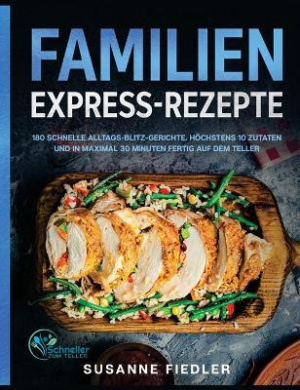 FAMILIEN
EXPRESS-REZEPTE
180 SCHNELLE ALLTAGS-BLITZ-GERICHTE. HÖCHSTENS 10 ZUTATEN
UND IN MAXIMAL 30 MINUTEN FERTIG AUF DEM TELLER
Schneller
ZUM TELLER
SUSANNE FIEDLER